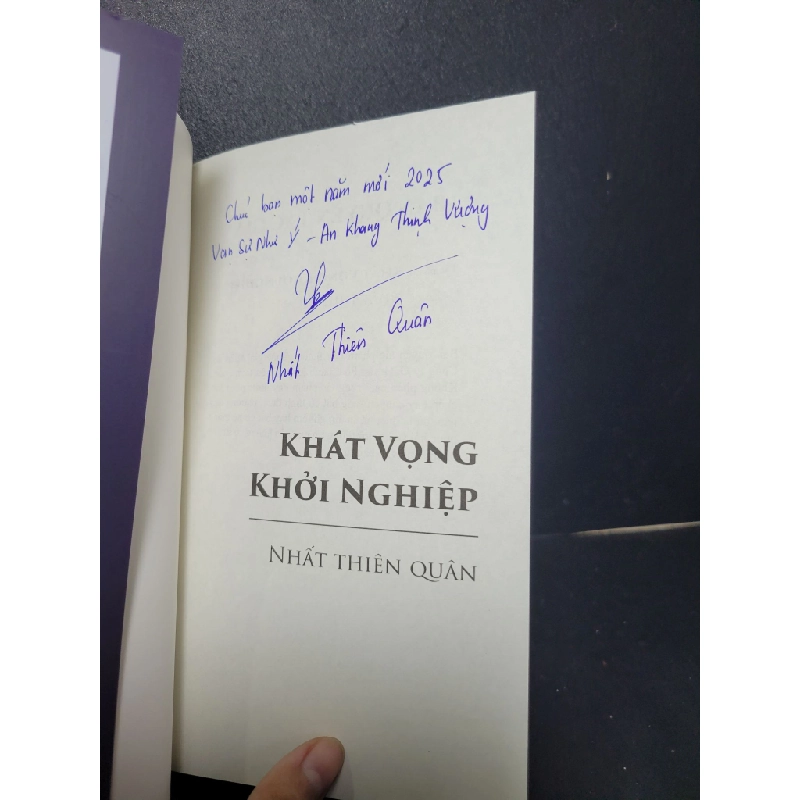 Chúc bạn một năm mới 2025
Vạn Sự Như Ý – An Khang Thịnh Vượng
Nhất Thiên Quân
KHÁT VỌNG
KHỞI NGHIỆP
NHẤT THIÊN QUÂN